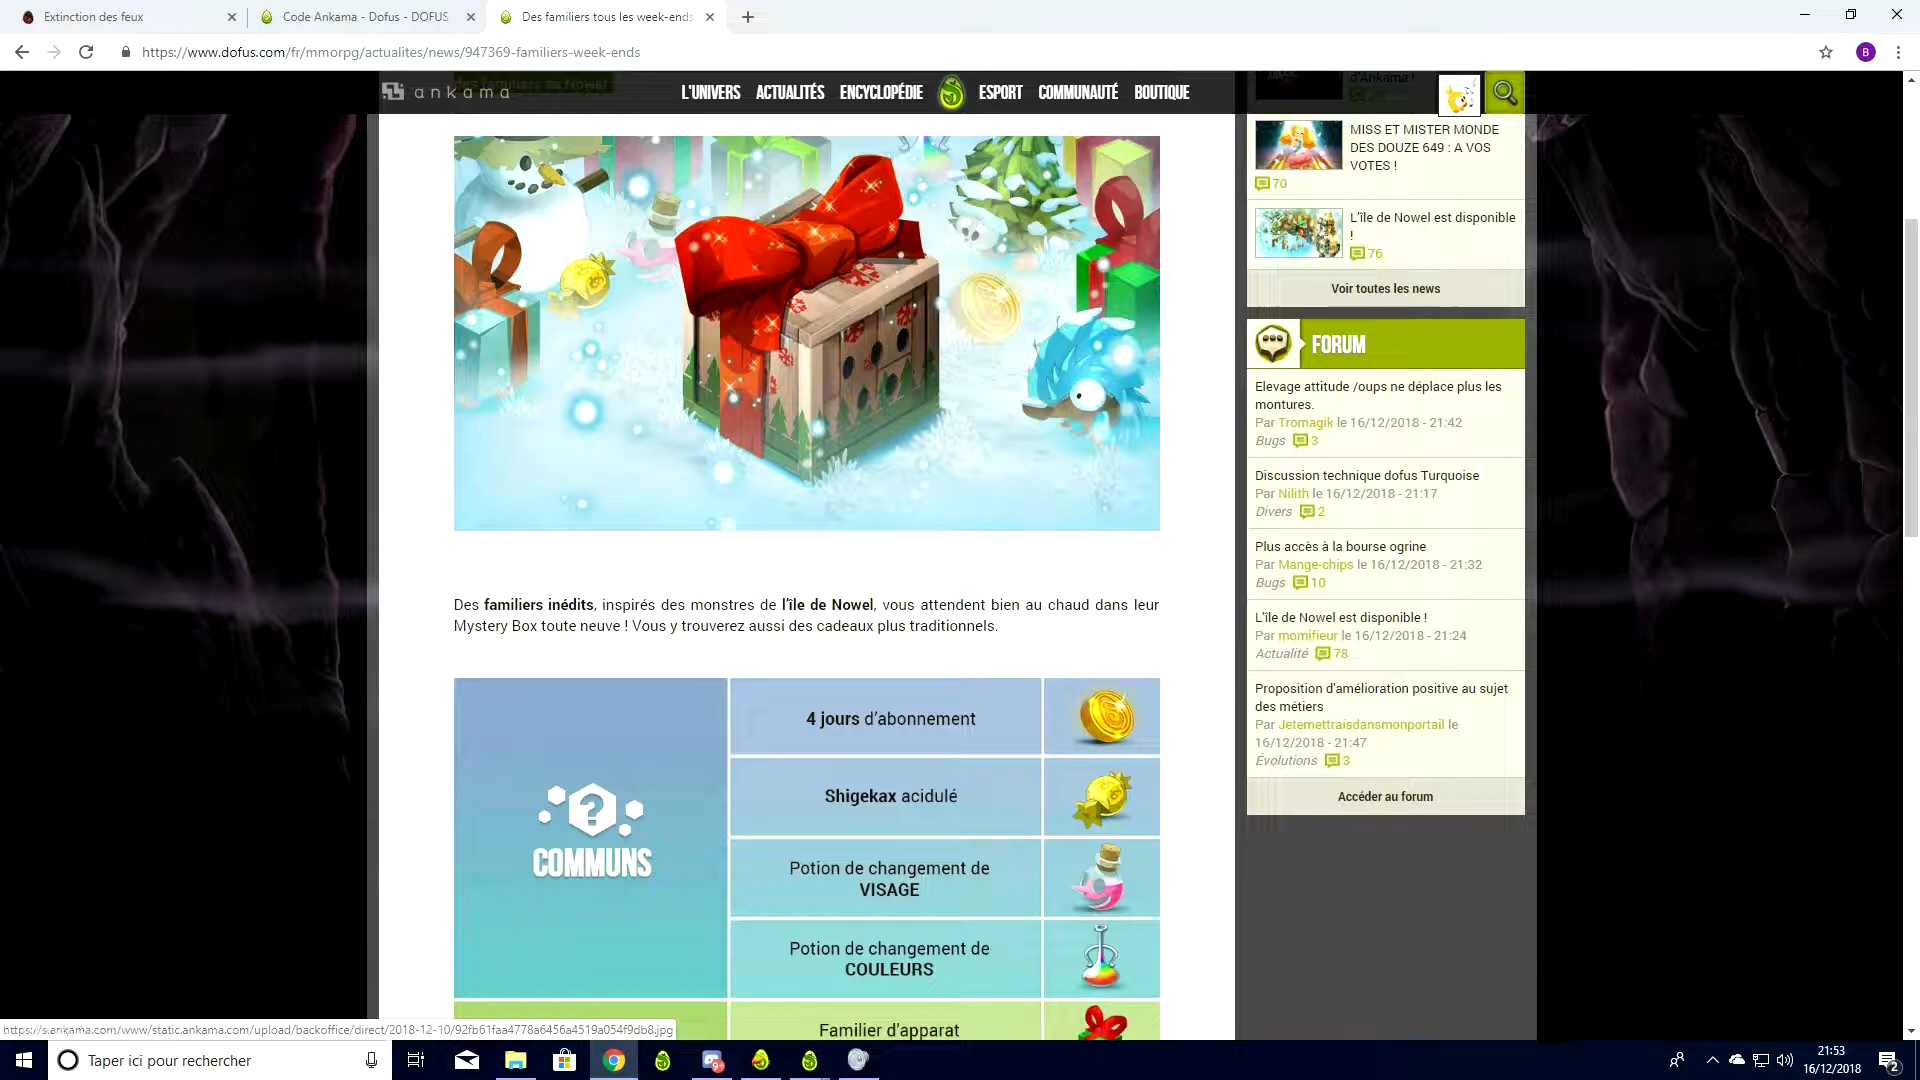 Extinction des feux
Code Ankama - Dofus - DOFUS
Des familiers tous les week-ends
https://www.dofus.com/fr/mmorpg/actualites/news/947369-familiers-week-ends
B
ankama
L'UNIVERS ACTUALITÉS ENCYCLOPÉDIE ESPORT COMMUNAUTÉ BOUTIQUE
d'Ankama !
MISS ET MISTER MONDE
DES DOUZE 649 : A VOS
VOTES !
70
L'île de Nowel est disponible
!
76
Voir toutes les news
FORUM
Elevage attitude /oups ne déplace plus les
montures.
Par Tromagik le 16/12/2018 - 21:42
Bugs 3
Discussion technique dofus Turquoise
Par Nilith le 16/12/2018 - 21:17
Divers 2
Plus accès à la bourse ogrine
Par Mange-chips le 16/12/2018 - 21:32
Bugs 10
L'île de Nowel est disponible !
Par momifieur le 16/12/2018 - 21:24
Actualité 78
Proposition d'amélioration positive au sujet
des métiers
Par Jetemettraisdansmonportail le
16/12/2018 - 21:47
Évolutions 3
Accéder au forum
Des familiers inédits, inspirés des monstres de l'île de Nowel, vous attendent bien au chaud dans leur
Mystery Box toute neuve ! Vous y trouverez aussi des cadeaux plus traditionnels.
COMMUNS
4 jours d'abonnement
Shigekax acidulé
Potion de changement de
VISAGE
Potion de changement de
COULEURS
Familier d'apparat
https://s.ankama.com/www/static.ankama.com/upload/backoffice/direct/2018-12-10/92fb61faa4778a6456a4519a054f9db8.jpg
Taper ici pour rechercher
9+
21:53
16/12/2018
2